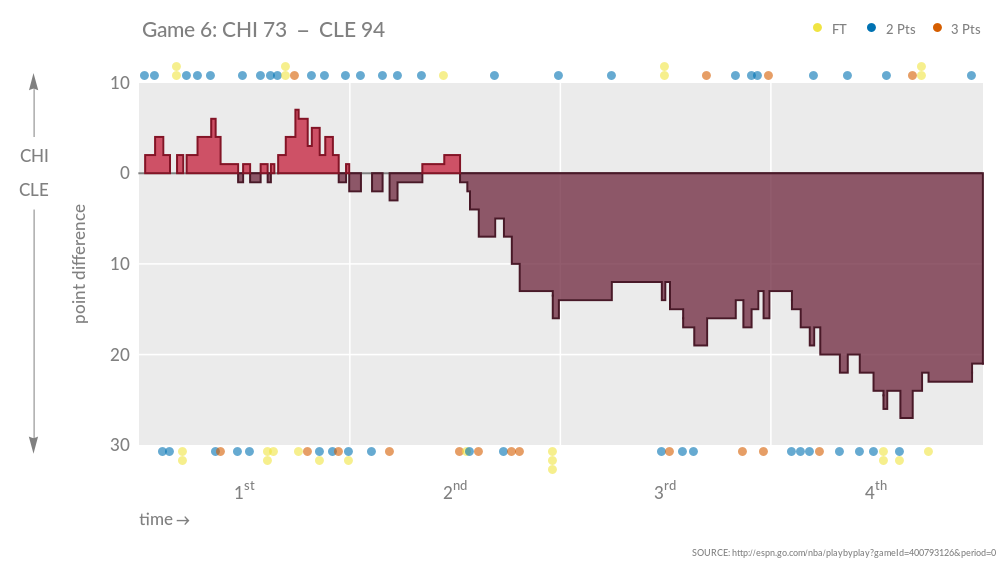 Game 6: CHI 73 – CLE 94
FT 2 Pts 3 Pts
10
CHI
0
CLE
point difference
10
20
30
1st 2nd 3rd 4th
time→
SOURCE: http://espn.go.com/nba/playbyplay?gameId=400793126&period=0